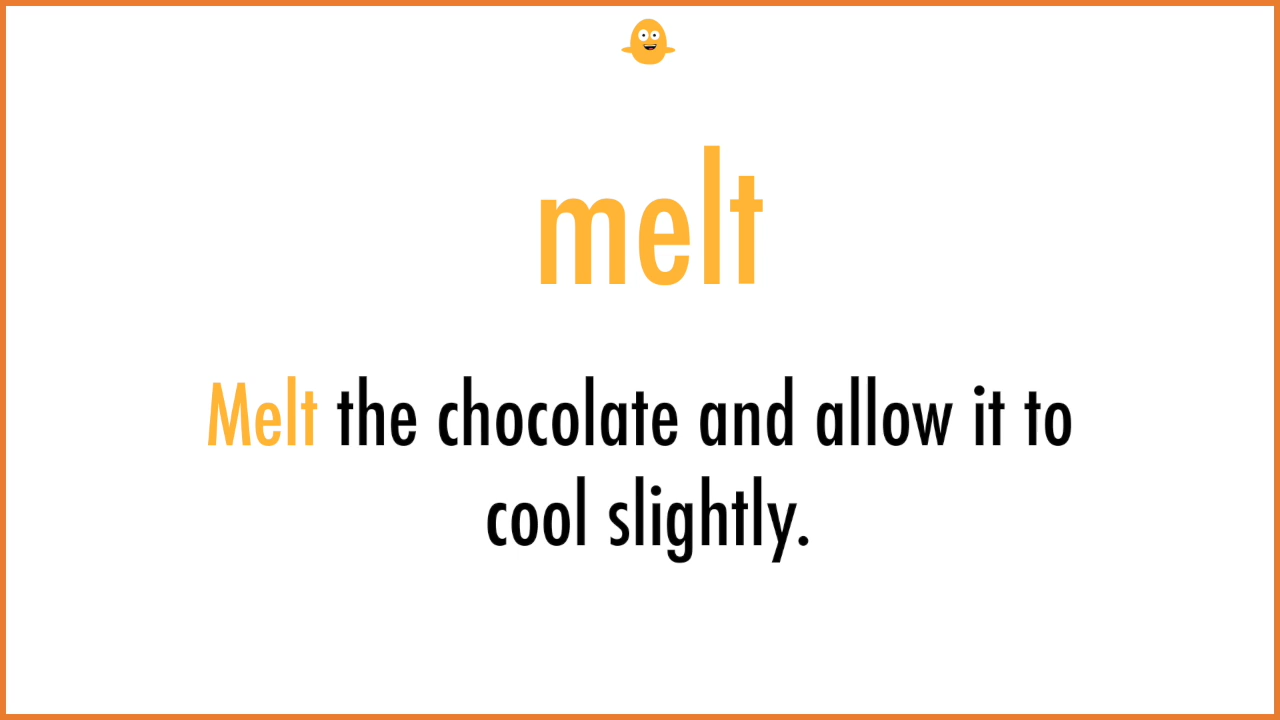 melt
Melt the chocolate and allow it to
cool slightly.